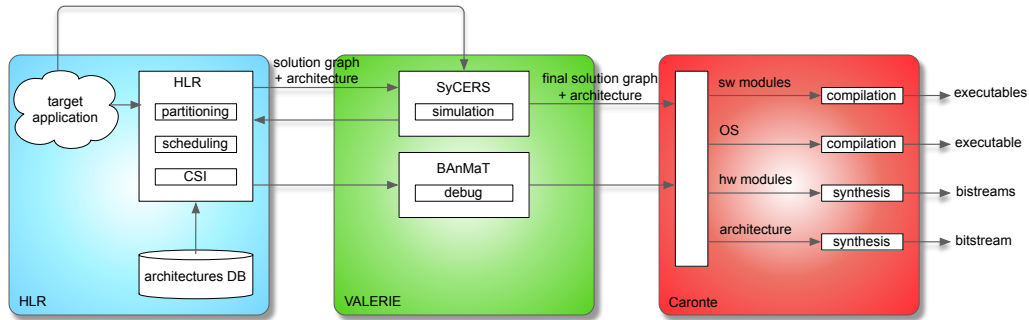 target
application
HLR
partitioning
scheduling
CSI
architectures DB
HLR
solution graph
+ architecture
SyCERS
simulation
BAnMaT
debug
VALERIE
final solution graph
+ architecture
sw modules
compilation
executables
OS
compilation
executable
hw modules
synthesis
bistreams
architecture
synthesis
bitstream
Caronte